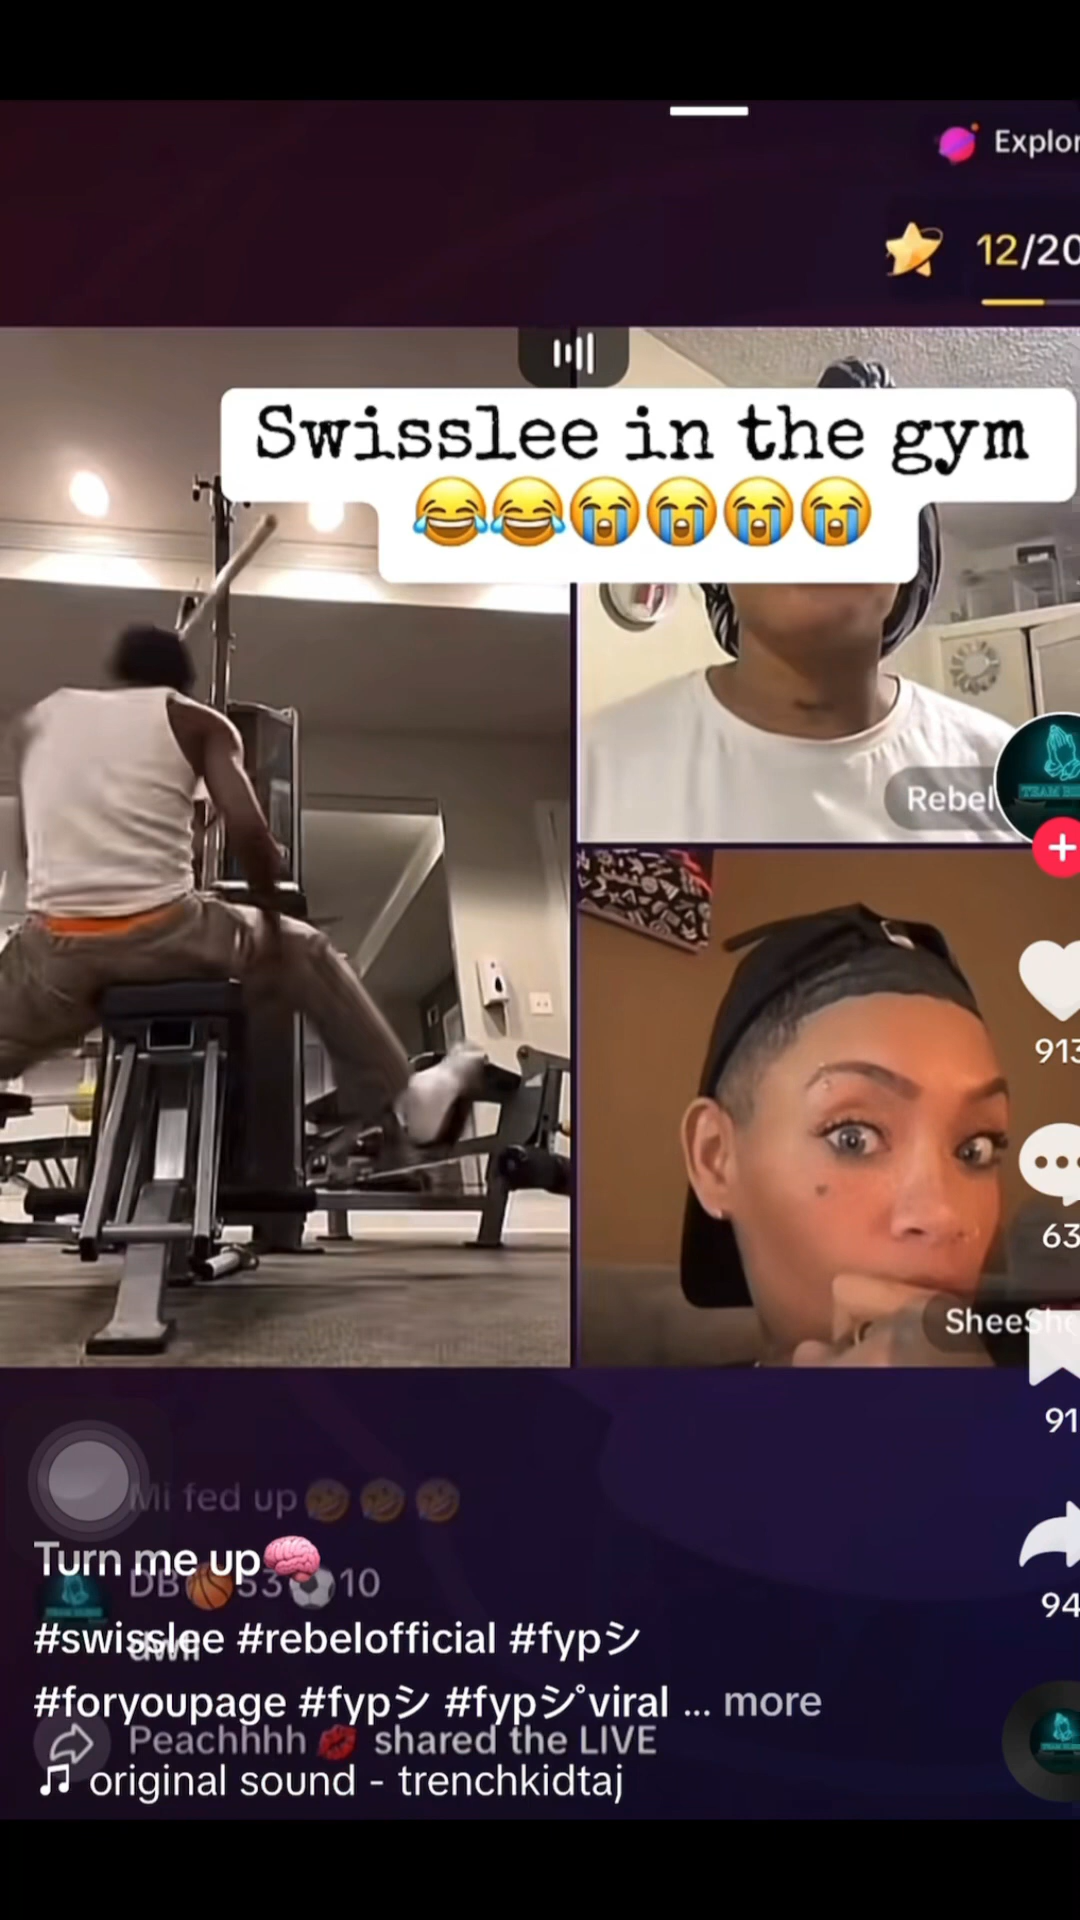 Explor
12/20
Swisslee in the gym
😂😂😭😭😭😭
Rebel
TEAM
913
63
SheeShe
91
Mi fed up🤣🤣🤣
Turn me up🧠
DB🏀53⚽10
#swisslee #rebelofficial #fypシ
#foryoupage #fypシ #fypシ゚viral ... more
94
Peachhhh 💋 shared the LIVE
original sound - trenchkidtaj